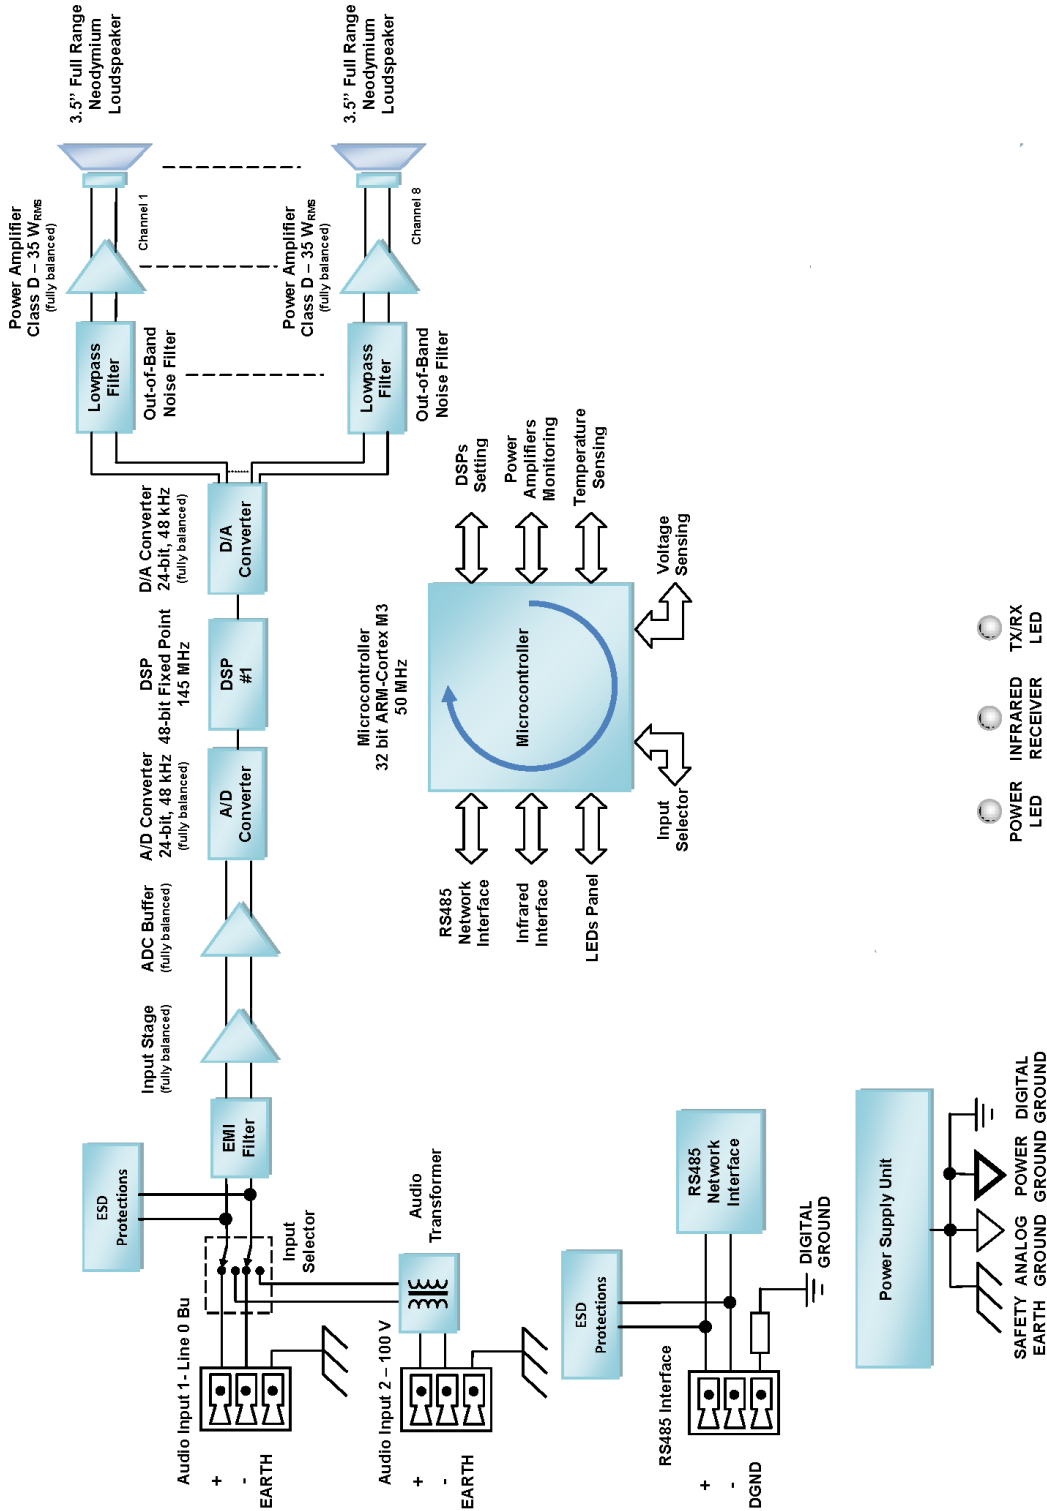 Audio Input 1- Line 0 Bu
+
-
EARTH
ESD
Protections
Input
Selector
EMI
Filter
Input Stage
(fully balanced)
ADC Buffer
(fully balanced)
A/D Converter
24-bit, 48 kHz
(fully balanced)
A/D
Converter
DSP
48-bit Fixed Point
145 MHz
DSP
#1
D/A Converter
24-bit, 48 kHz
(fully balanced)
D/A
Converter
Lowpass
Filter
Out-of-Band
Noise Filter
Power Amplifier
Class D – 35 WRMS
(fully balanced)
Channel 1
3.5’’ Full Range
Neodymium
Loudspeaker
Lowpass
Filter
Out-of-Band
Noise Filter
Power Amplifier
Class D – 35 WRMS
(fully balanced)
Channel 8
3.5’’ Full Range
Neodymium
Loudspeaker
Audio Input 2 – 100 V
+
-
EARTH
Audio
Transformer
Microcontroller
32 bit ARM-Cortex M3
50 MHz
Microcontroller
RS485
Network
Interface
Infrared
Interface
LEDs Panel
DSPs
Setting
Power
Amplifiers
Monitoring
Temperature
Sensing
Input
Selector
Voltage
Sensing
RS485 Interface
+
-
DGND
ESD
Protections
RS485
Network
Interface
DIGITAL
GROUND
Power Supply Unit
SAFETY
EARTH
ANALOG
GROUND
POWER
GROUND
DIGITAL
GROUND
POWER
LED
INFRARED
RECEIVER
TX/RX
LED